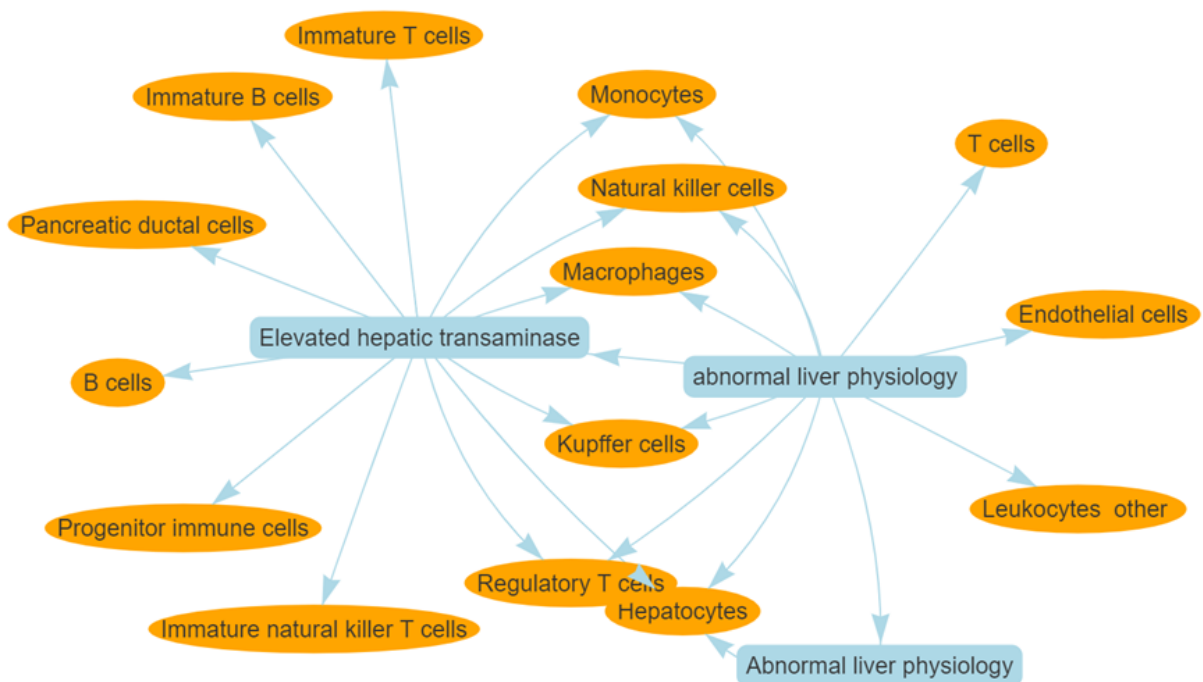 Immature T cells
Immature B cells
Monocytes
T cells
Natural killer cells
Pancreatic ductal cells
Macrophages
Endothelial cells
Elevated hepatic transaminase
abnormal liver physiology
B cells
Kupffer cells
Leukocytes  other
Progenitor immune cells
Regulatory T cells
Hepatocytes
Immature natural killer T cells
Abnormal liver physiology